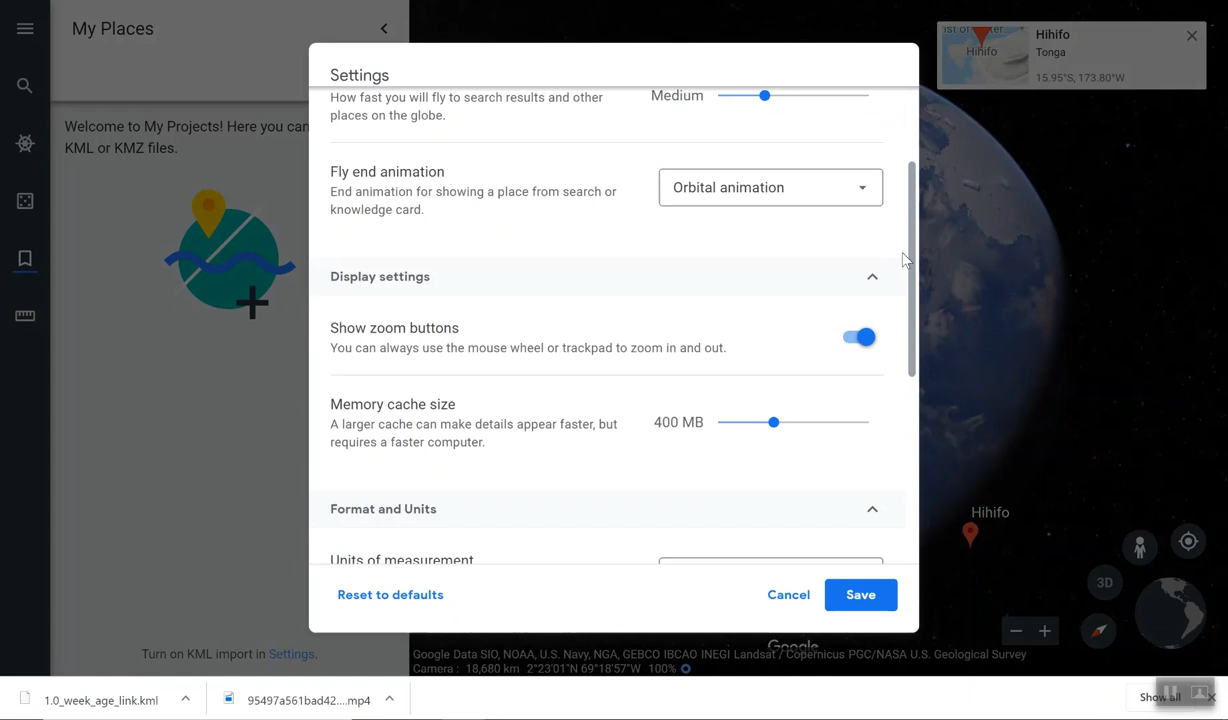 My Places
Welcome to My Projects! Here you can
KML or KMZ files.
Turn on KML import in Settings.
Settings
How fast you will fly to search results and other
places on the globe.
Medium
Fly end animation
End animation for showing a place from search or
knowledge card.
Orbital animation
Display settings
Show zoom buttons
You can always use the mouse wheel or trackpad to zoom in and out.
Memory cache size
A larger cache can make details appear faster, but
requires a faster computer.
400 MB
Format and Units
Units of measurement
Reset to defaults
Cancel
Save
Hihifo
Hihifo
Tonga
15.95°S, 173.80°W
Hihifo
3D
Google
Google Data SIO, NOAA, U.S. Navy, NGA, GEBCO IBCAO INEGI Landsat / Copernicus PGC/NASA U.S. Geological Survey
Camera : 18,680 km 2°23'01"N 69°18'57"W 100%
1.0_week_age_link.kml
95497a561bad42....mp4
Show all